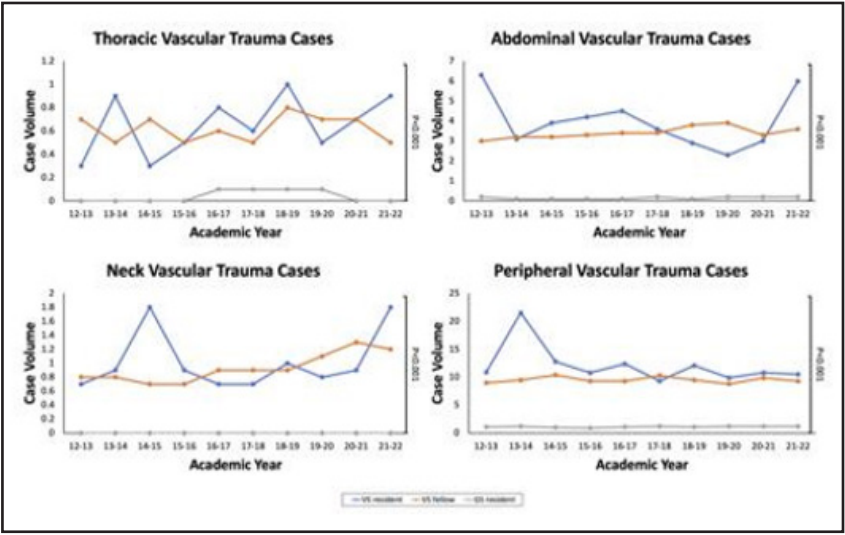 Thoracic Vascular Trauma Cases
Case Volume
1.2
1
0.8
0.6
0.4
0.2
0
12-13 13-14 14-15 15-16 16-17 17-18 18-19 19-20 20-21 21-22
Academic Year
P<0.001
Abdominal Vascular Trauma Cases
Case Volume
7
6
5
4
3
2
1
0
12-13 13-14 14-15 15-16 16-17 17-18 18-19 19-20 20-21 21-22
Academic Year
P<0.001
Neck Vascular Trauma Cases
Case Volume
2
1.8
1.6
1.4
1.2
1
0.8
0.6
0.4
0.2
0
12-13 13-14 14-15 15-16 16-17 17-18 18-19 19-20 20-21 21-22
Academic Year
P<0.001
Peripheral Vascular Trauma Cases
Case Volume
25
20
15
10
5
0
12-13 13-14 14-15 15-16 16-17 17-18 18-19 19-20 20-21 21-22
Academic Year
P<0.001
VS resident VS fellow GS resident